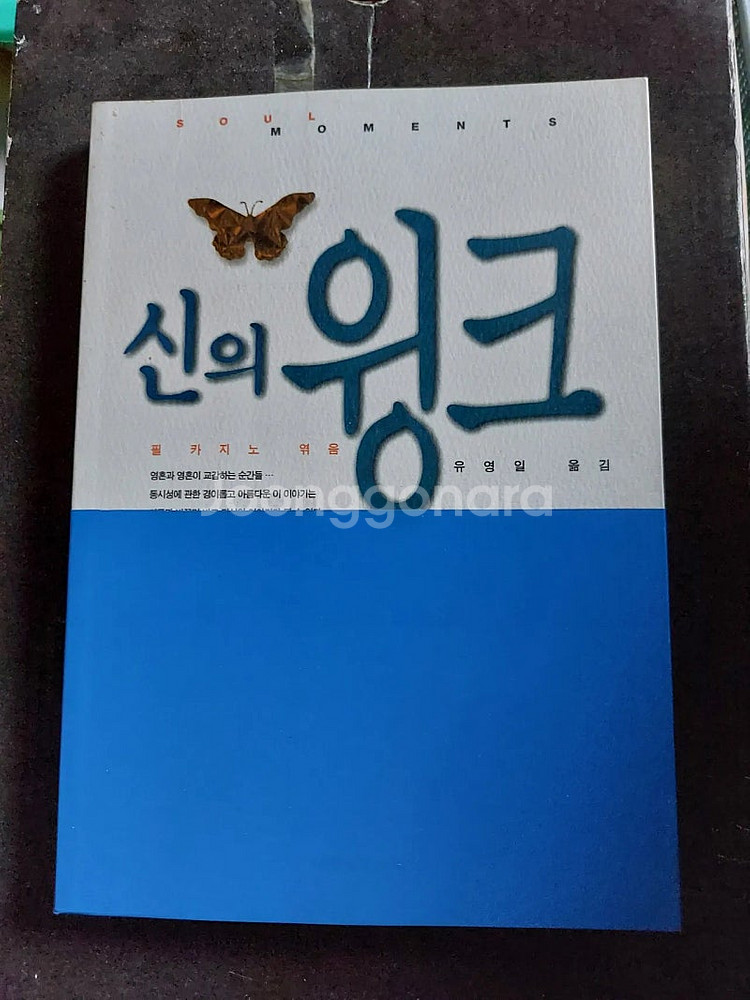 SOUL
MOMENTS
신의 윙크
필 카지노 엮음
유영일 옮김
영혼과 영혼이 교감하는 순간들 …
동시성에 관한 경이롭고 아름다운 이 이야기는
joonggonara